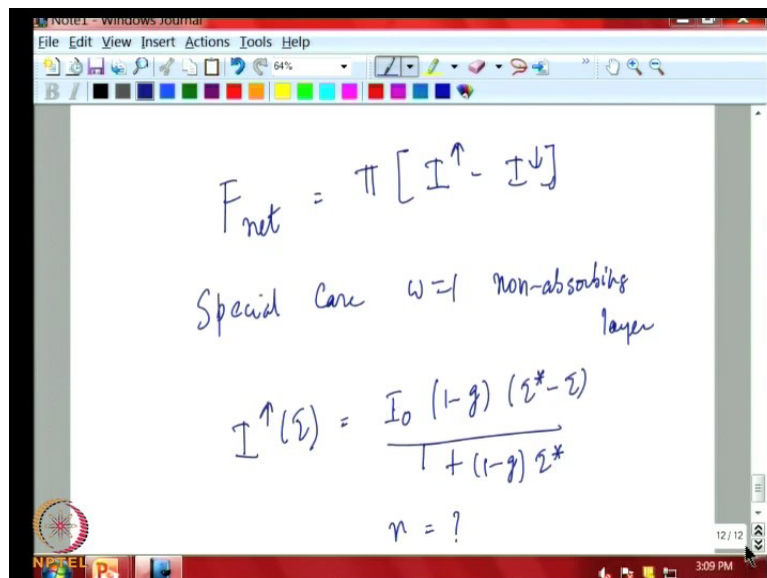 Note1 - Windows Journal
File Edit View Insert Actions Tools Help
64%
B I
F_net = π [ I↑ - I↓ ]
Special Case ω=1 non-absorbing
layer
I↑(τ) = I₀ (1-g) (τ* - τ)
1 + (1-g) τ*
r = ?
12 / 12
NPTEL
3:09 PM